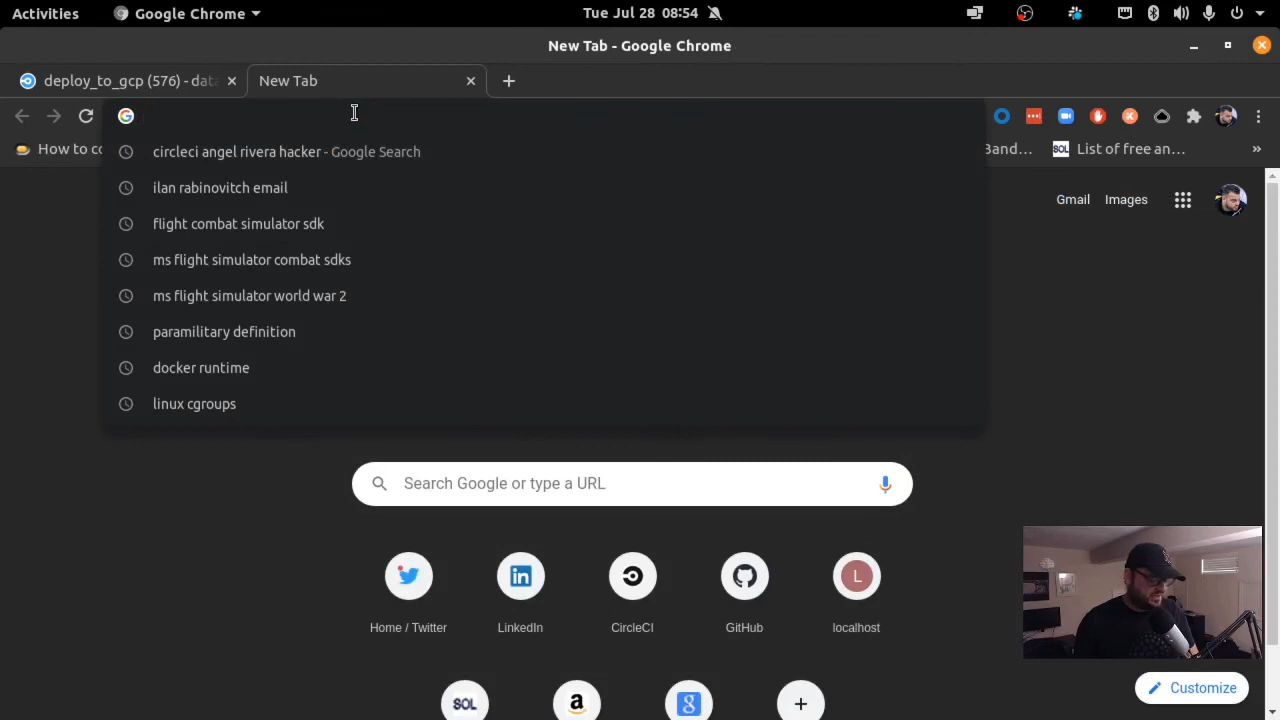 Activities
Google Chrome
Tue Jul 28 08:54
New Tab - Google Chrome
deploy_to_gcp (576) - data
New Tab
circleci angel rivera hacker - Google Search
How to co
Band...
SOL
List of free an...
ilan rabinovitch email
Gmail
Images
flight combat simulator sdk
ms flight simulator combat sdks
ms flight simulator world war 2
paramilitary definition
docker runtime
linux cgroups
Search Google or type a URL
L
Home / Twitter
LinkedIn
CircleCI
GitHub
localhost
SOL
Customize